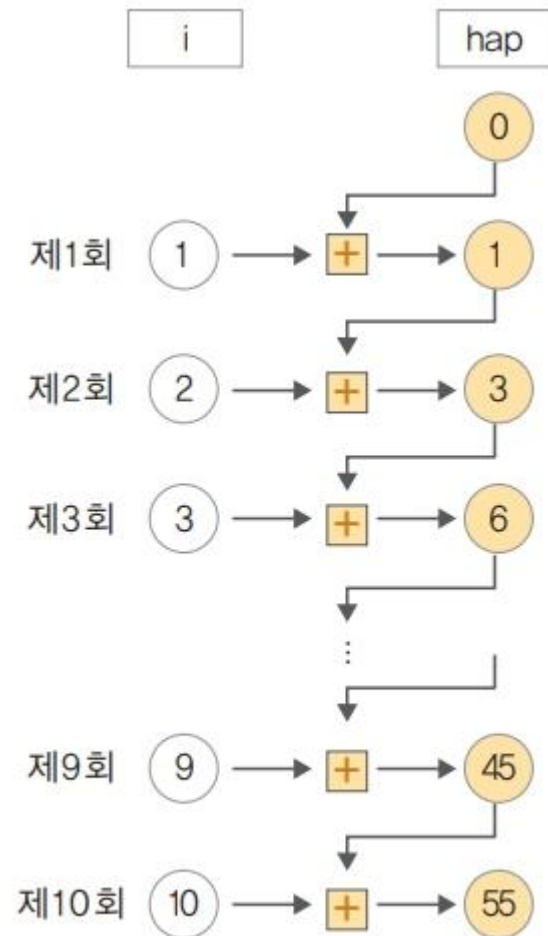 i hap
0
제1회 1 + 1
제2회 2 + 3
제3회 3 + 6
⋮
제9회 9 + 45
제10회 10 + 55